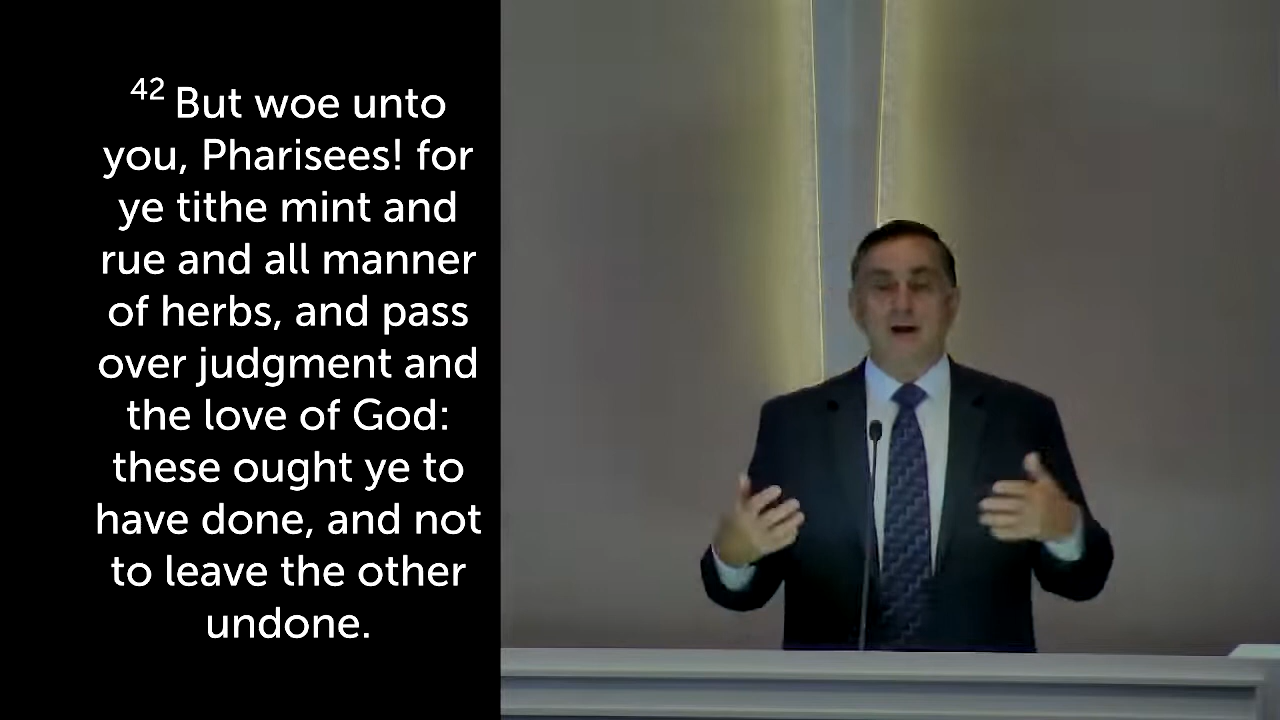 42 But woe unto
you, Pharisees! for
ye tithe mint and
rue and all manner
of herbs, and pass
over judgment and
the love of God:
these ought ye to
have done, and not
to leave the other
undone.